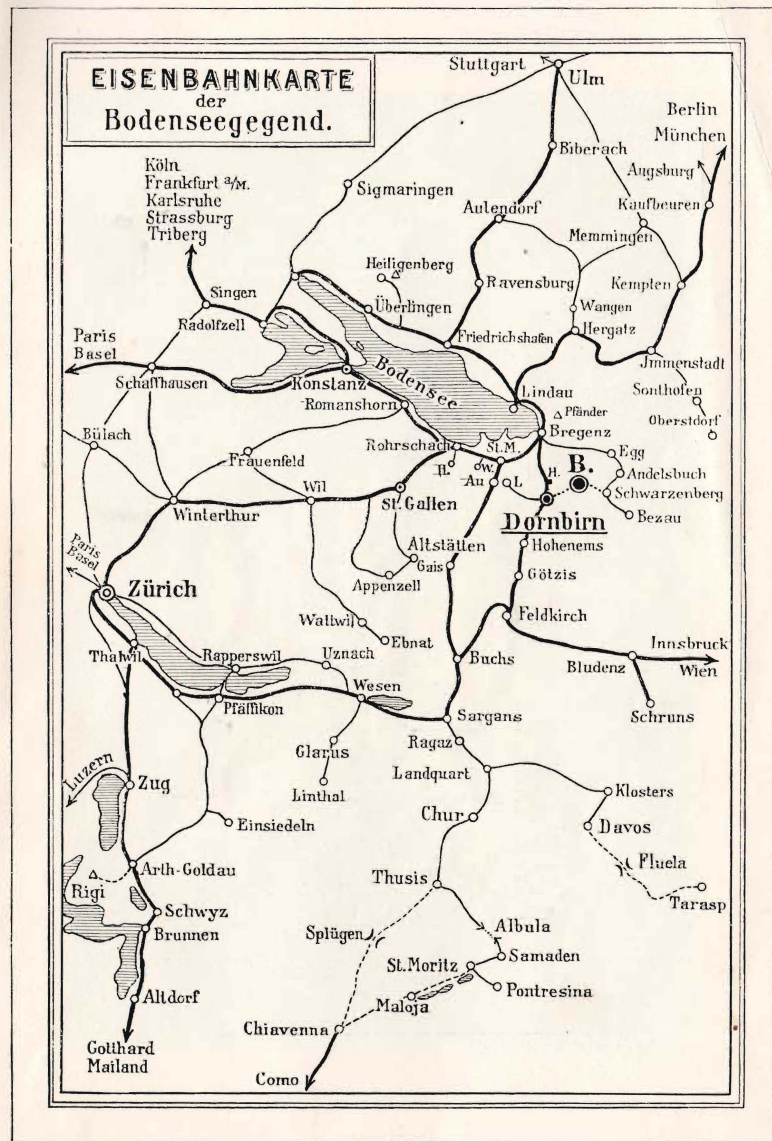 EISENBAHNKARTE
der
Bodenseegegend.
Stuttgart
Ulm
Berlin
München
Biberach
Augsburg
Köln
Frankfurt a/M.
Karlsruhe
Strassburg
Triberg
Sigmaringen
Aulendorf
Kaufbeuren
Memmingen
Heiligenberg
Singen
Überlingen
Ravensburg
Kempten
Wangen
Radolfzell
Friedrichshafen
Hergatz
Paris
Basel
Schaffhausen
Konstanz
Bodensee
Jmmenstadt
Lindau
Sonthofen
Romanshorn
Pfänder
Oberstdorf
Bregenz
Bülach
Rohrschach
St.M.
Egg
Frauenfeld
H.
W.
H.
B.
Andelsbuch
Au
L
Schwarzenberg
Winterthur
Wil
St.Gallen
Dornbirn
Bezau
Paris
Basel
Altstätten
Hohenems
Gais
Zürich
Appenzell
Götzis
Wattwil
Feldkirch
Ebnat
Thalwil
Rapperswil
Uznach
Buchs
Bludenz
Innsbruck
Wien
Wesen
Pfäffikon
Sargans
Schruns
Glarus
Ragaz
Luzern
Zug
Linthal
Landquart
Klosters
Einsiedeln
Chur
Davos
Arth-Goldau
Fluela
Rigi
Thusis
Tarasp
Schwyz
Splügen
Albula
Brunnen
St.Moritz
Samaden
Altdorf
Maloja
Pontresina
Chiavenna
Gotthard
Mailand
Como